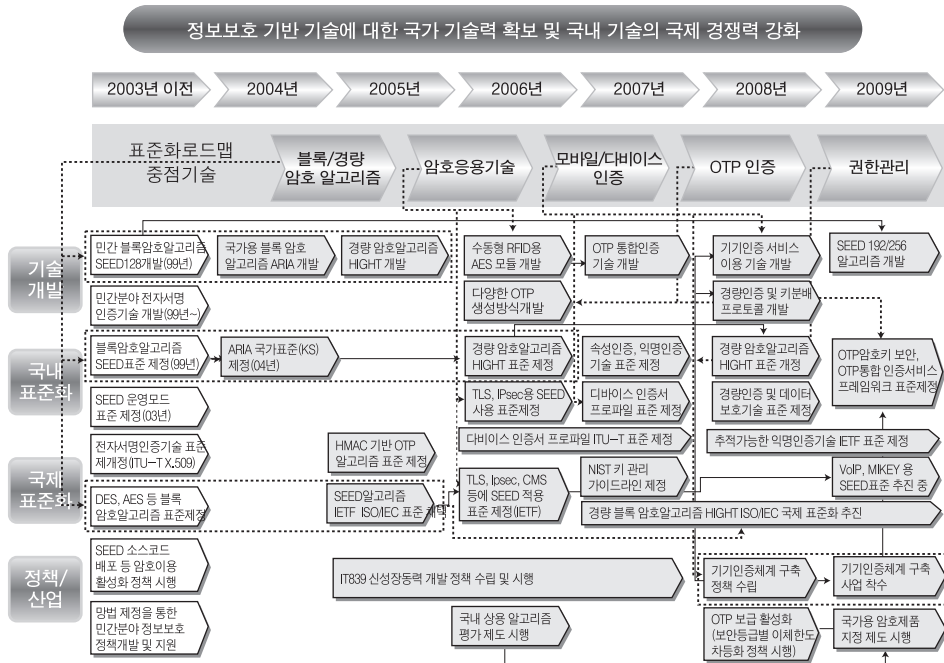 정보보호 기반 기술에 대한 국가 기술력 확보 및 국내 기술의 국제 경쟁력 강화
2003년 이전
2004년
2005년
2006년
2007년
2008년
2009년
표준화로드맵
중점기술
블록/경량
암호 알고리즘
암호응용기술
모바일/다비이스
인증
OTP 인증
권한관리
기술
개발
민간 블록암호알고리즘
SEED128개발(99년)
국가용 블록 암호
알고리즘 ARIA 개발
경량 암호알고리즘
HIGHT 개발
수동형 RFID용
AES 모듈 개발
OTP 통합인증
기술 개발
기기인증 서비스
이용 기술 개발
SEED 192/256
알고리즘 개발
민간분야 전자서명
인증기술 개발(99년~)
다양한 OTP
생성방식개발
경량인증 및 키분배
프로토콜 개발
국내
표준화
블록암호알고리즘
SEED표준 제정(99년)
ARIA 국가표준(KS)
제정(04년)
경량 암호알고리즘
HIGHT 표준 제정
속성인증, 익명인증
기술 표준 제정
경량 암호알고리즘
HIGHT 표준 개정
OTP암호키 보안,
OTP통합 인증서비스
프레임워크 표준제정
SEED 운영모드
표준 제정(03년)
TLS, IPsec용 SEED
사용 표준제정
디바이스 인증서
프로파일 표준 제정
경량인증 및 데이터
보호기술 표준 제정
전자서명인증기술 표준
제개정(ITU-T X.509)
HMAC 기반 OTP
알고리즘 표준 제정
다비이스 인증서 프로파일 ITU-T 표준 제정
추적가능한 익명인증기술 IETF 표준 제정
국제
표준화
DES, AES 등 블록
암호알고리즘 표준제정
SEED알고리즘
IETF ISO/IEC 표준 제정
TLS, Ipsec, CMS
등에 SEED 적용
표준 제정(IETF)
NIST 키 관리
가이드라인 제정
VoIP, MIKEY 용
SEED표준 추진 중
경량 블록 암호알고리즘 HIGHT ISO/IEC 국제 표준화 추진
정책/
산업
SEED 소스코드
배포 등 암호이용
활성화 정책 시행
IT839 신성장동력 개발 정책 수립 및 시행
기기인증체계 구축
정책 수립
기기인증체계 구축
사업 착수
망법 제정을 통한
민간분야 정보보호
정책개발 및 지원
국내 상용 알고리즘
평가 제도 시행
OTP 보급 활성화
(보안등급별 이체한도
차등화 정책 시행)
국가용 암호제품
지정 제도 시행